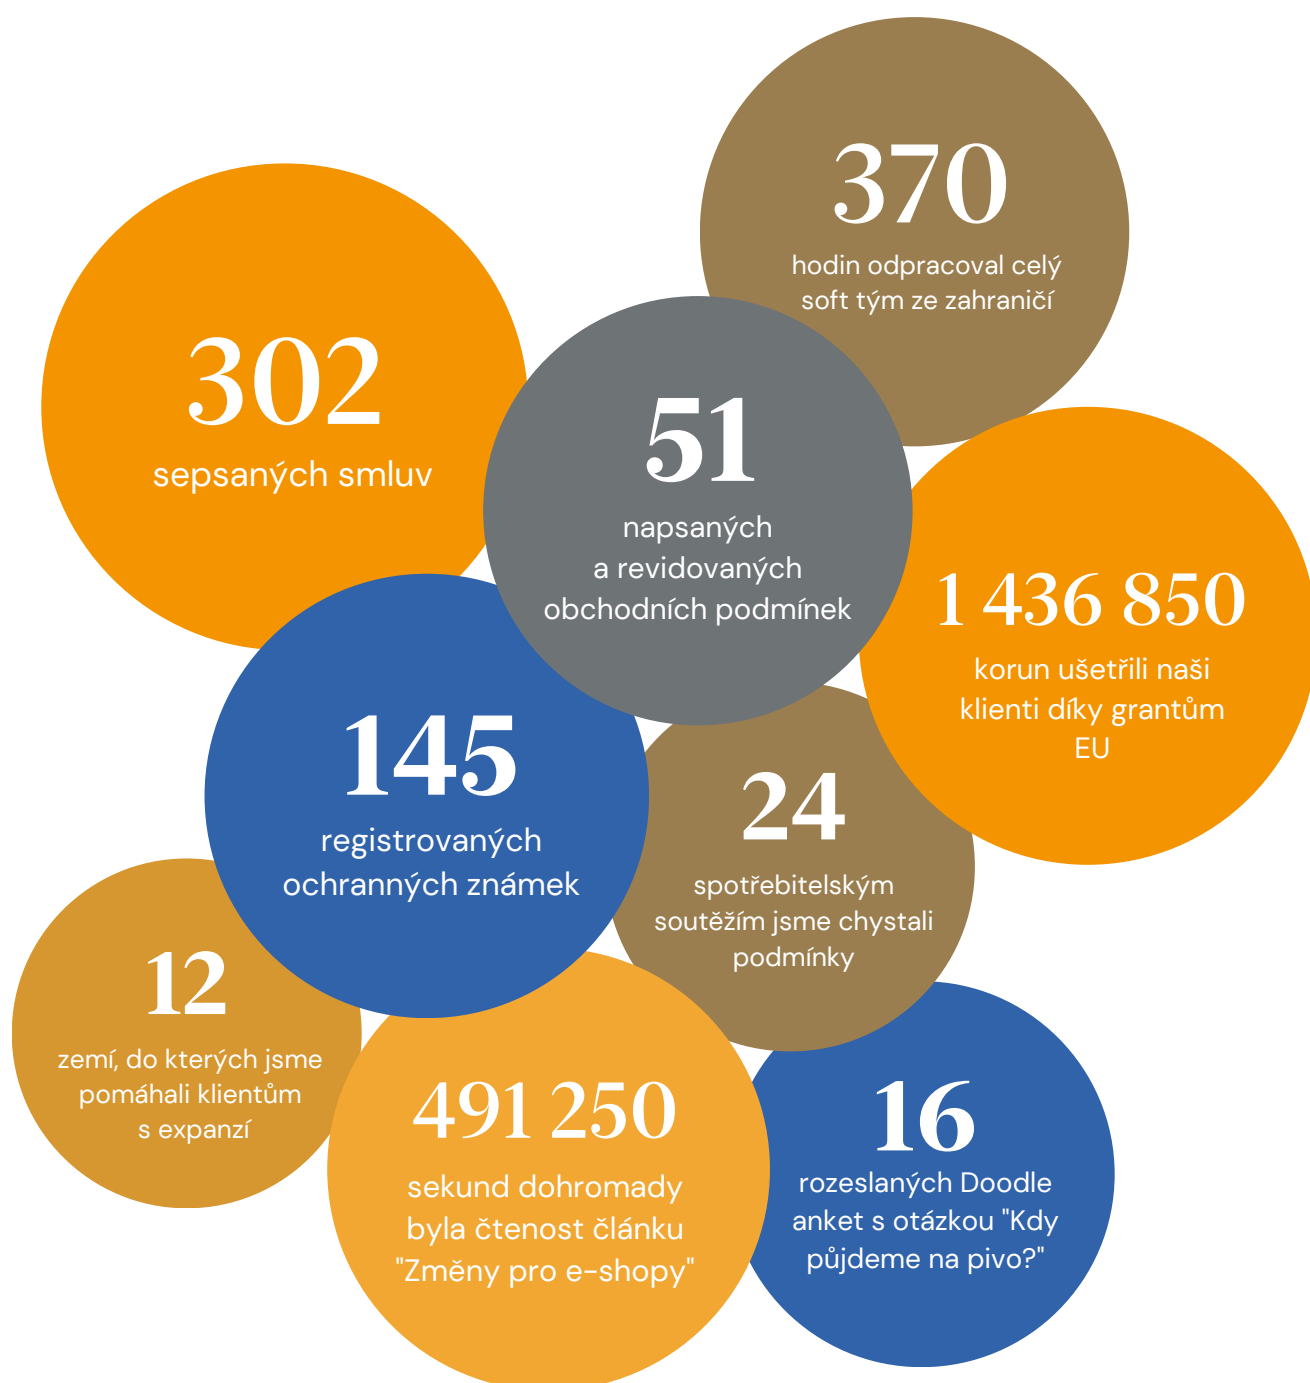 370
hodin odpracoval celý
soft tým ze zahraničí
302
sepsaných smluv
51
napsaných
a revidovaných
obchodních podmínek
1 436 850
korun ušetřili naši
klienti díky grantům
EU
145
registrovaných
ochranných známek
24
spotřebitelským
soutěžím jsme chystali
podmínky
12
zemí, do kterých jsme
pomáhali klientům
s expanzí
491 250
sekund dohromady
byla čtenost článku
"Změny pro e-shopy"
16
rozeslaných Doodle
anket s otázkou "Kdy
půjdeme na pivo?"